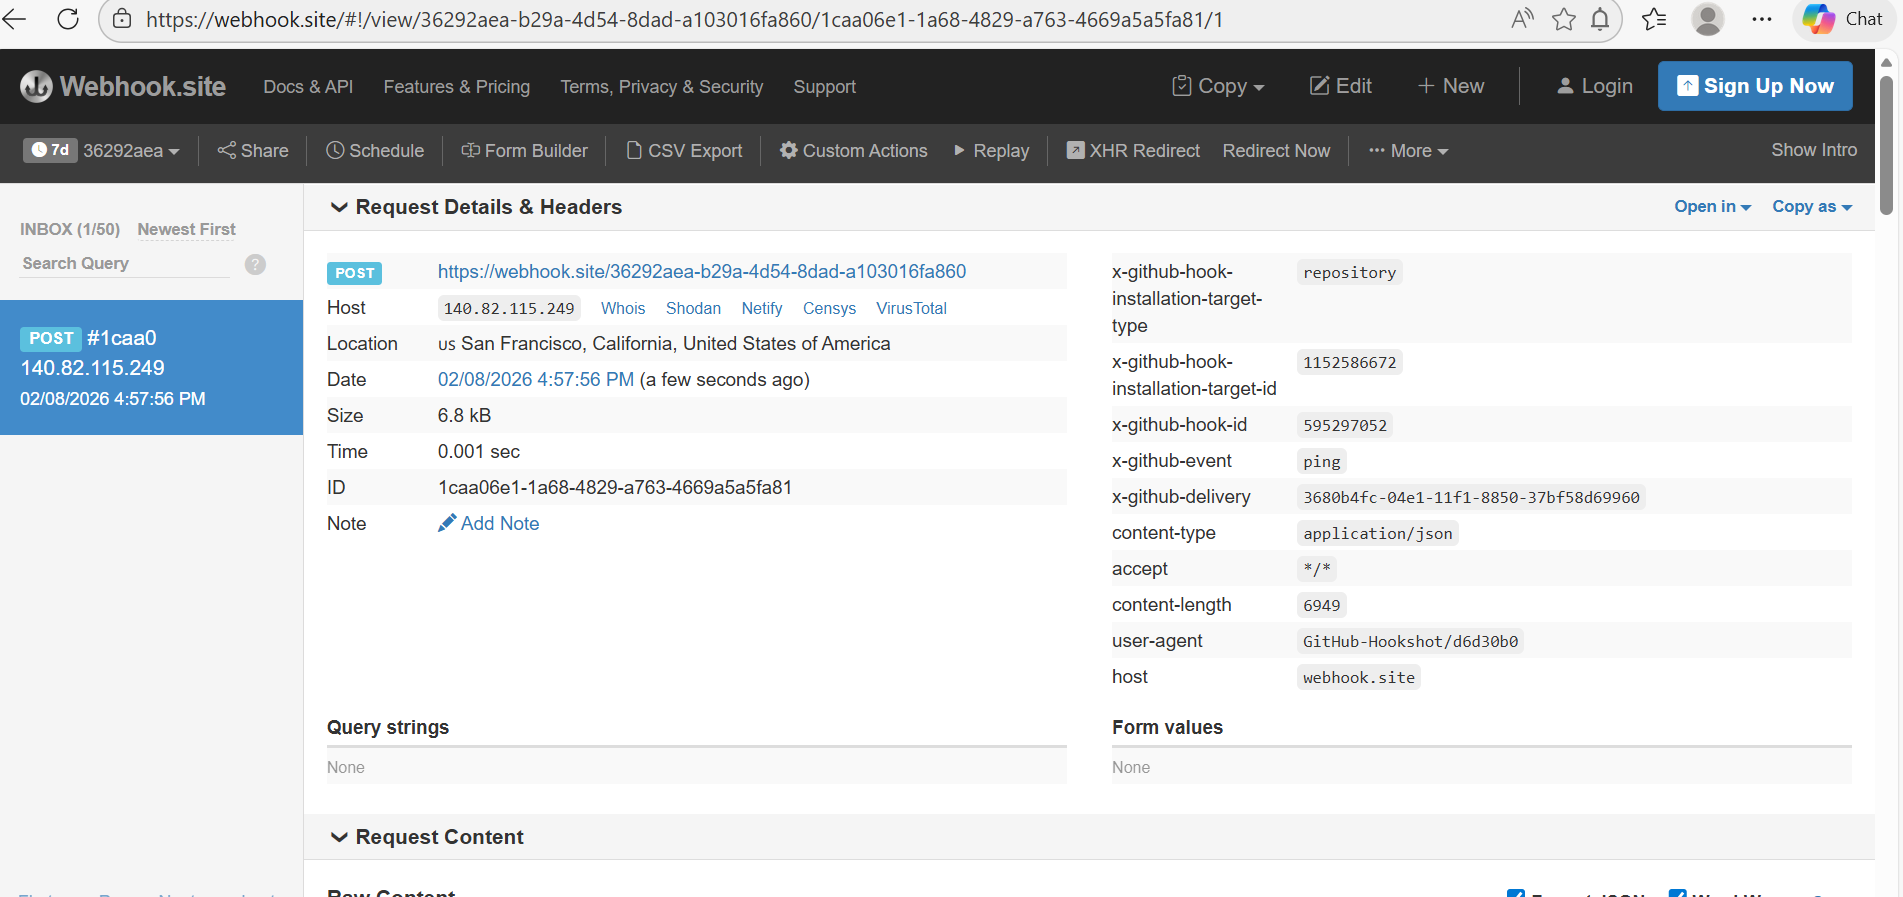 https://webhook.site/#!/view/36292aea-b29a-4d54-8dad-a103016fa860/1caa06e1-1a68-4829-a763-4669a5a5fa81/1
Chat
Webhook.site Docs & API Features & Pricing Terms, Privacy & Security Support Copy Edit + New Login Sign Up Now
7d 36292aea Share Schedule Form Builder CSV Export Custom Actions Replay XHR Redirect Redirect Now ··· More Show Intro
INBOX (1/50) Newest First
Search Query ?
POST #1caa0
140.82.115.249
02/08/2026 4:57:56 PM
Request Details & Headers Open in Copy as
POST https://webhook.site/36292aea-b29a-4d54-8dad-a103016fa860
Host 140.82.115.249 Whois Shodan Netify Censys VirusTotal
Location us San Francisco, California, United States of America
Date 02/08/2026 4:57:56 PM (a few seconds ago)
Size 6.8 kB
Time 0.001 sec
ID 1caa06e1-1a68-4829-a763-4669a5a5fa81
Note Add Note
x-github-hook- repository
installation-target-
type
x-github-hook- 1152586672
installation-target-id
x-github-hook-id 595297052
x-github-event ping
x-github-delivery 3680b4fc-04e1-11f1-8850-37bf58d69960
content-type application/json
accept */*
content-length 6949
user-agent GitHub-Hookshot/d6d30b0
host webhook.site
Query strings
None
Form values
None
Request Content
Raw Content